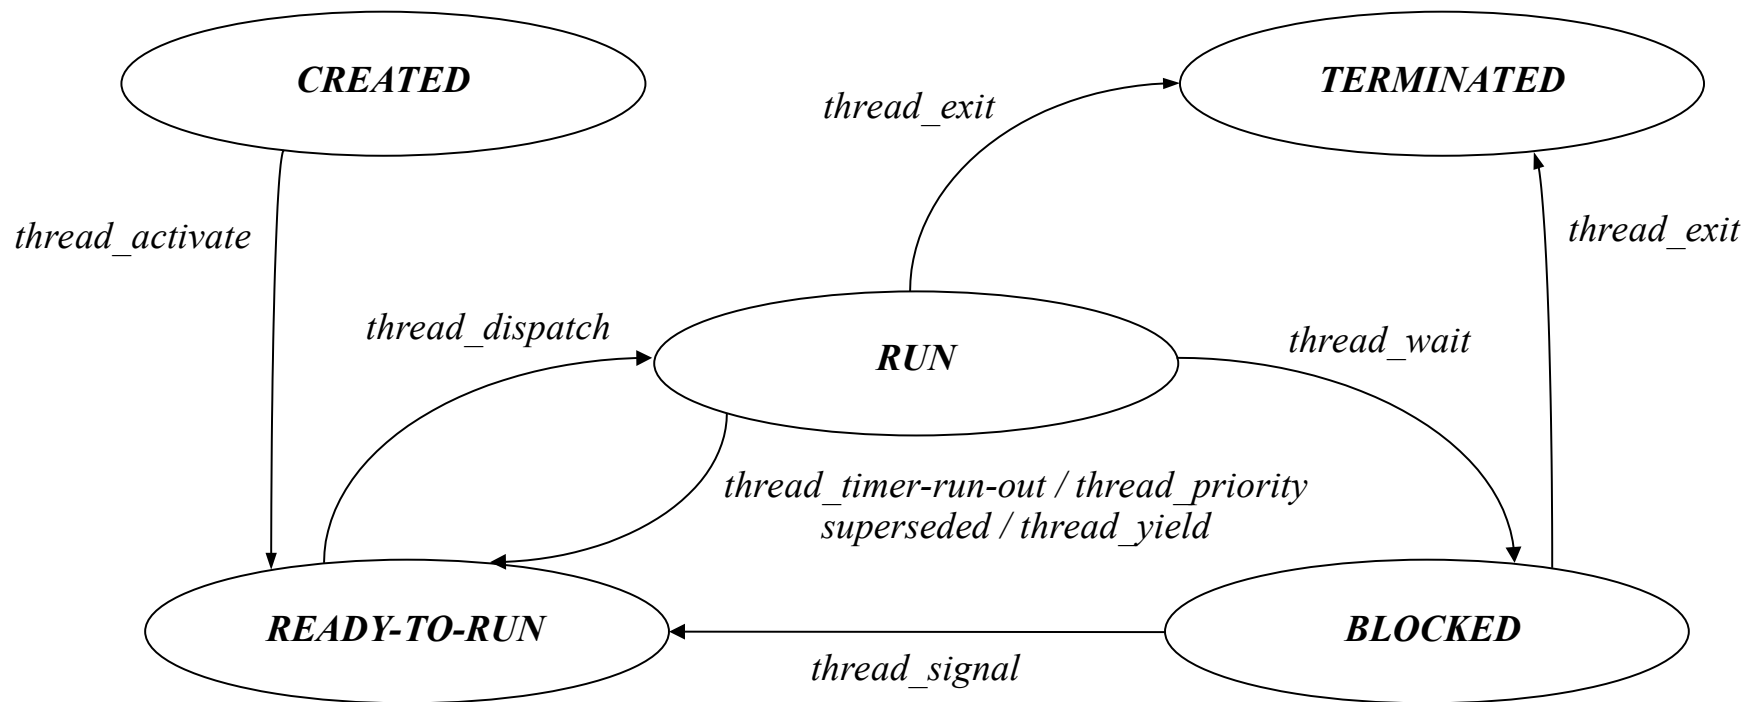 CREATED
TERMINATED
thread_exit
thread_activate
thread_exit
thread_dispatch
RUN
thread_wait
thread_timer-run-out / thread_priority
superseded / thread_yield
READY-TO-RUN
BLOCKED
thread_signal